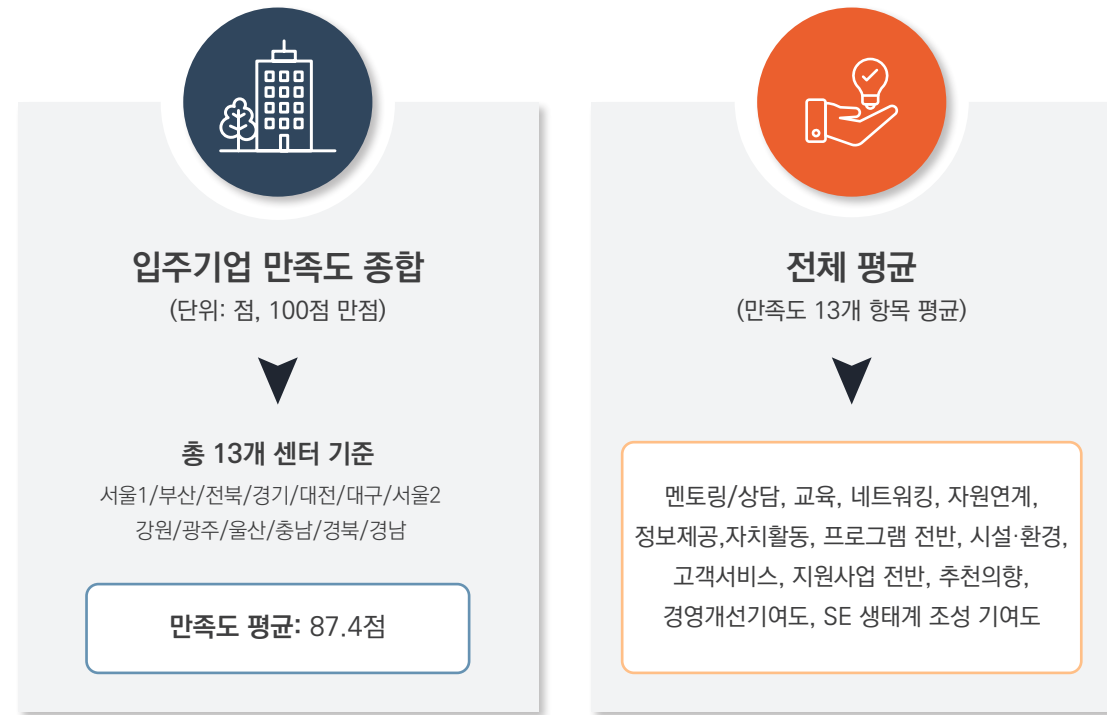 입주기업 만족도 종합
(단위: 점, 100점 만점)
총 13개 센터 기준
서울1/부산/전북/경기/대전/대구/서울2
강원/광주/울산/충남/경북/경남
만족도 평균: 87.4점
전체 평균
(만족도 13개 항목 평균)
멘토링/상담, 교육, 네트워킹, 자원연계,
정보제공,자치활동, 프로그램 전반, 시설·환경,
고객서비스, 지원사업 전반, 추천의향,
경영개선기여도, SE 생태계 조성 기여도